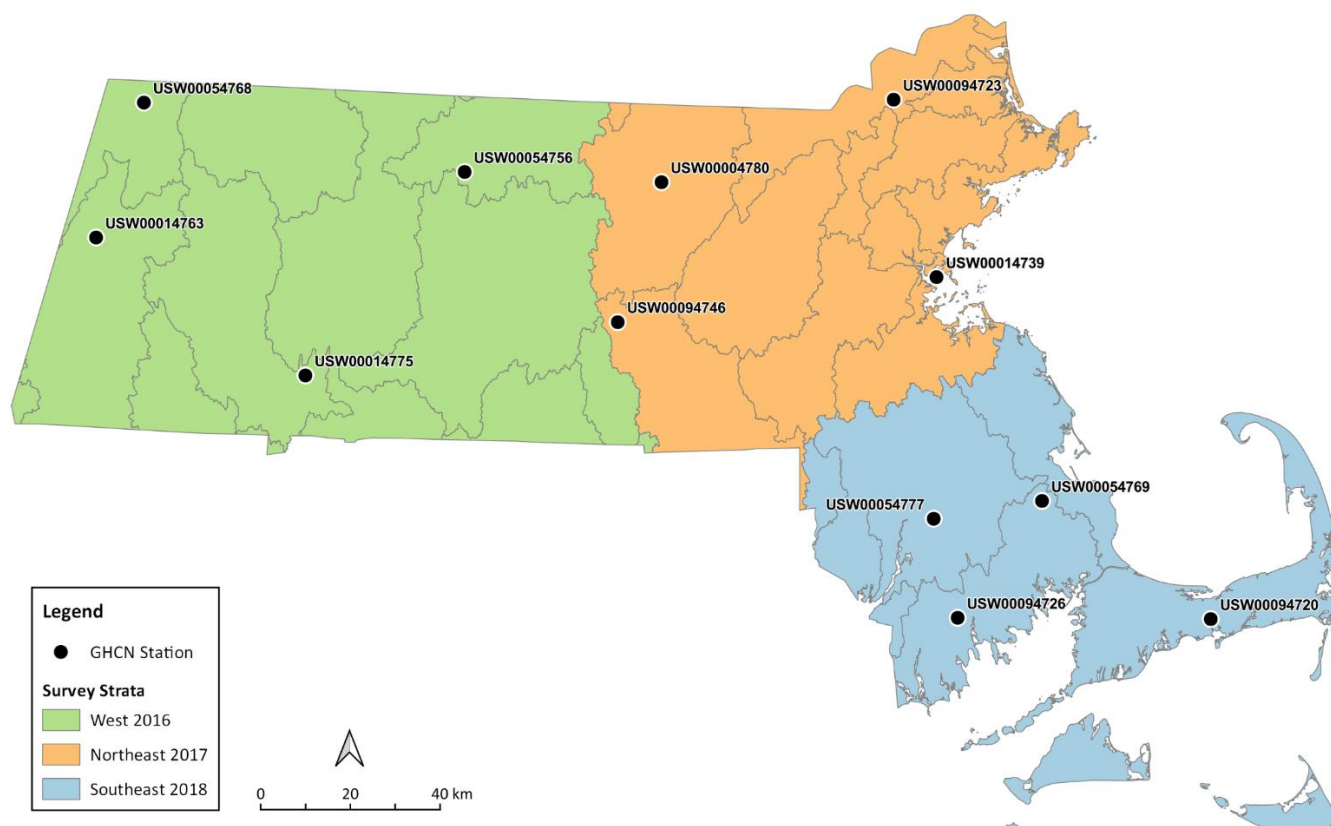 USW00054768
USW00094723
USW00054756
USW00004780
USW00014763
USW00014739
USW00094746
USW00014775
USW00054769
USW00054777
USW00094726
USW00094720
Legend
GHCN Station
Survey Strata
West 2016
Northeast 2017
Southeast 2018
0 20 40 km